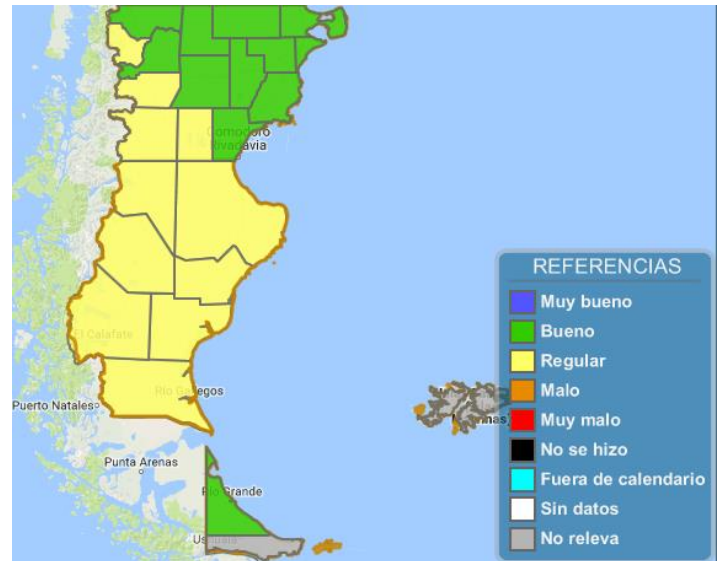 Comodoro
Rivadavia
El Calafate
Río Gallegos
Puerto Natales
Punta Arenas
Río Grande
Ushuaia
REFERENCIAS
Muy bueno
Bueno
Regular
Malo
Muy malo
No se hizo
Fuera de calendario
Sin datos
No releva